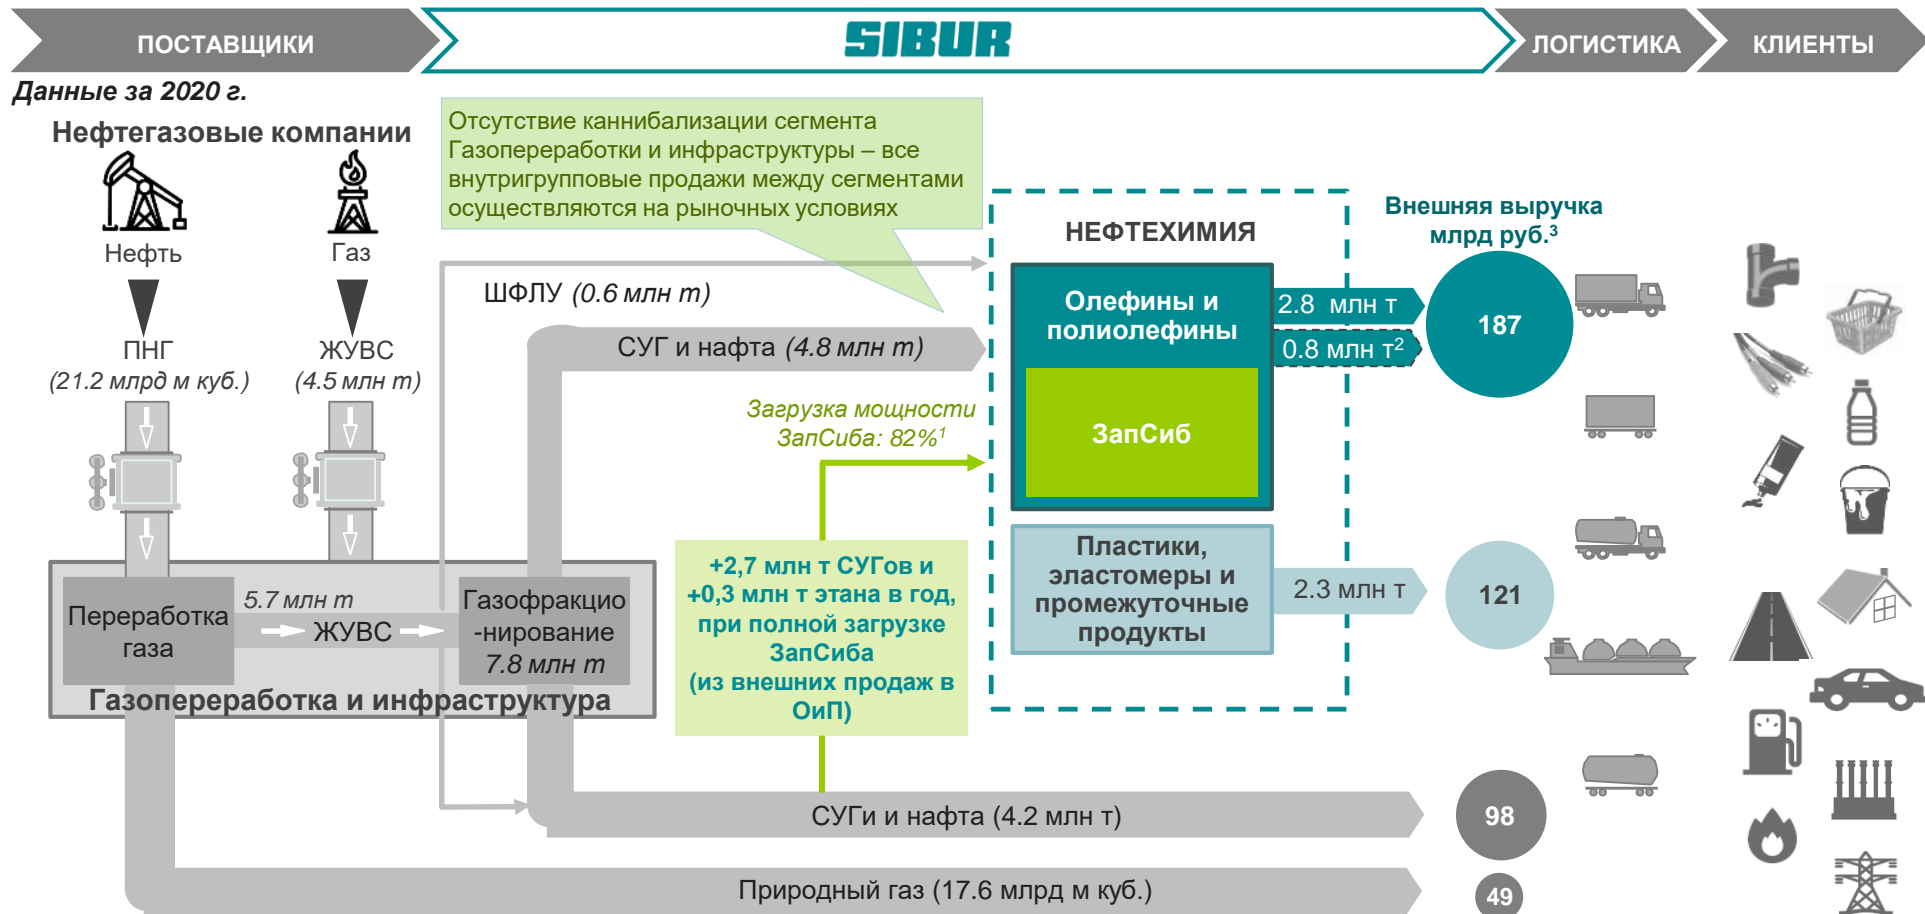 ПОСТАВЩИКИ
SIBUR
ЛОГИСТИКА
КЛИЕНТЫ
Данные за 2020 г.
Нефтегазовые компании
Нефть
Газ
ПНГ
(21.2 млрд м куб.)
ЖУВС
(4.5 млн т)
Отсутствие каннибализации сегмента
Газопереработки и инфраструктуры – все
внутригрупповые продажи между сегментами
осуществляются на рыночных условиях
ШФЛУ (0.6 млн т)
СУГ и нафта (4.8 млн т)
Загрузка мощности
ЗапСиба: 82%¹
НЕФТЕХИМИЯ
Олефины и
полиолефины
ЗапСиб
2.8 млн т
0.8 млн т²
Внешняя выручка
млрд руб.³
187
Пластики,
эластомеры и
промежуточные
продукты
2.3 млн т
121
+2,7 млн т СУГов и
+0,3 млн т этана в год,
при полной загрузке
ЗапСиба
(из внешних продаж в
ОиП)
Переработка
газа
5.7 млн т
ЖУВС
Газофракцио
-нирование
7.8 млн т
Газопереработка и инфраструктура
СУГи и нафта (4.2 млн т)
98
Природный газ (17.6 млрд м куб.)
49